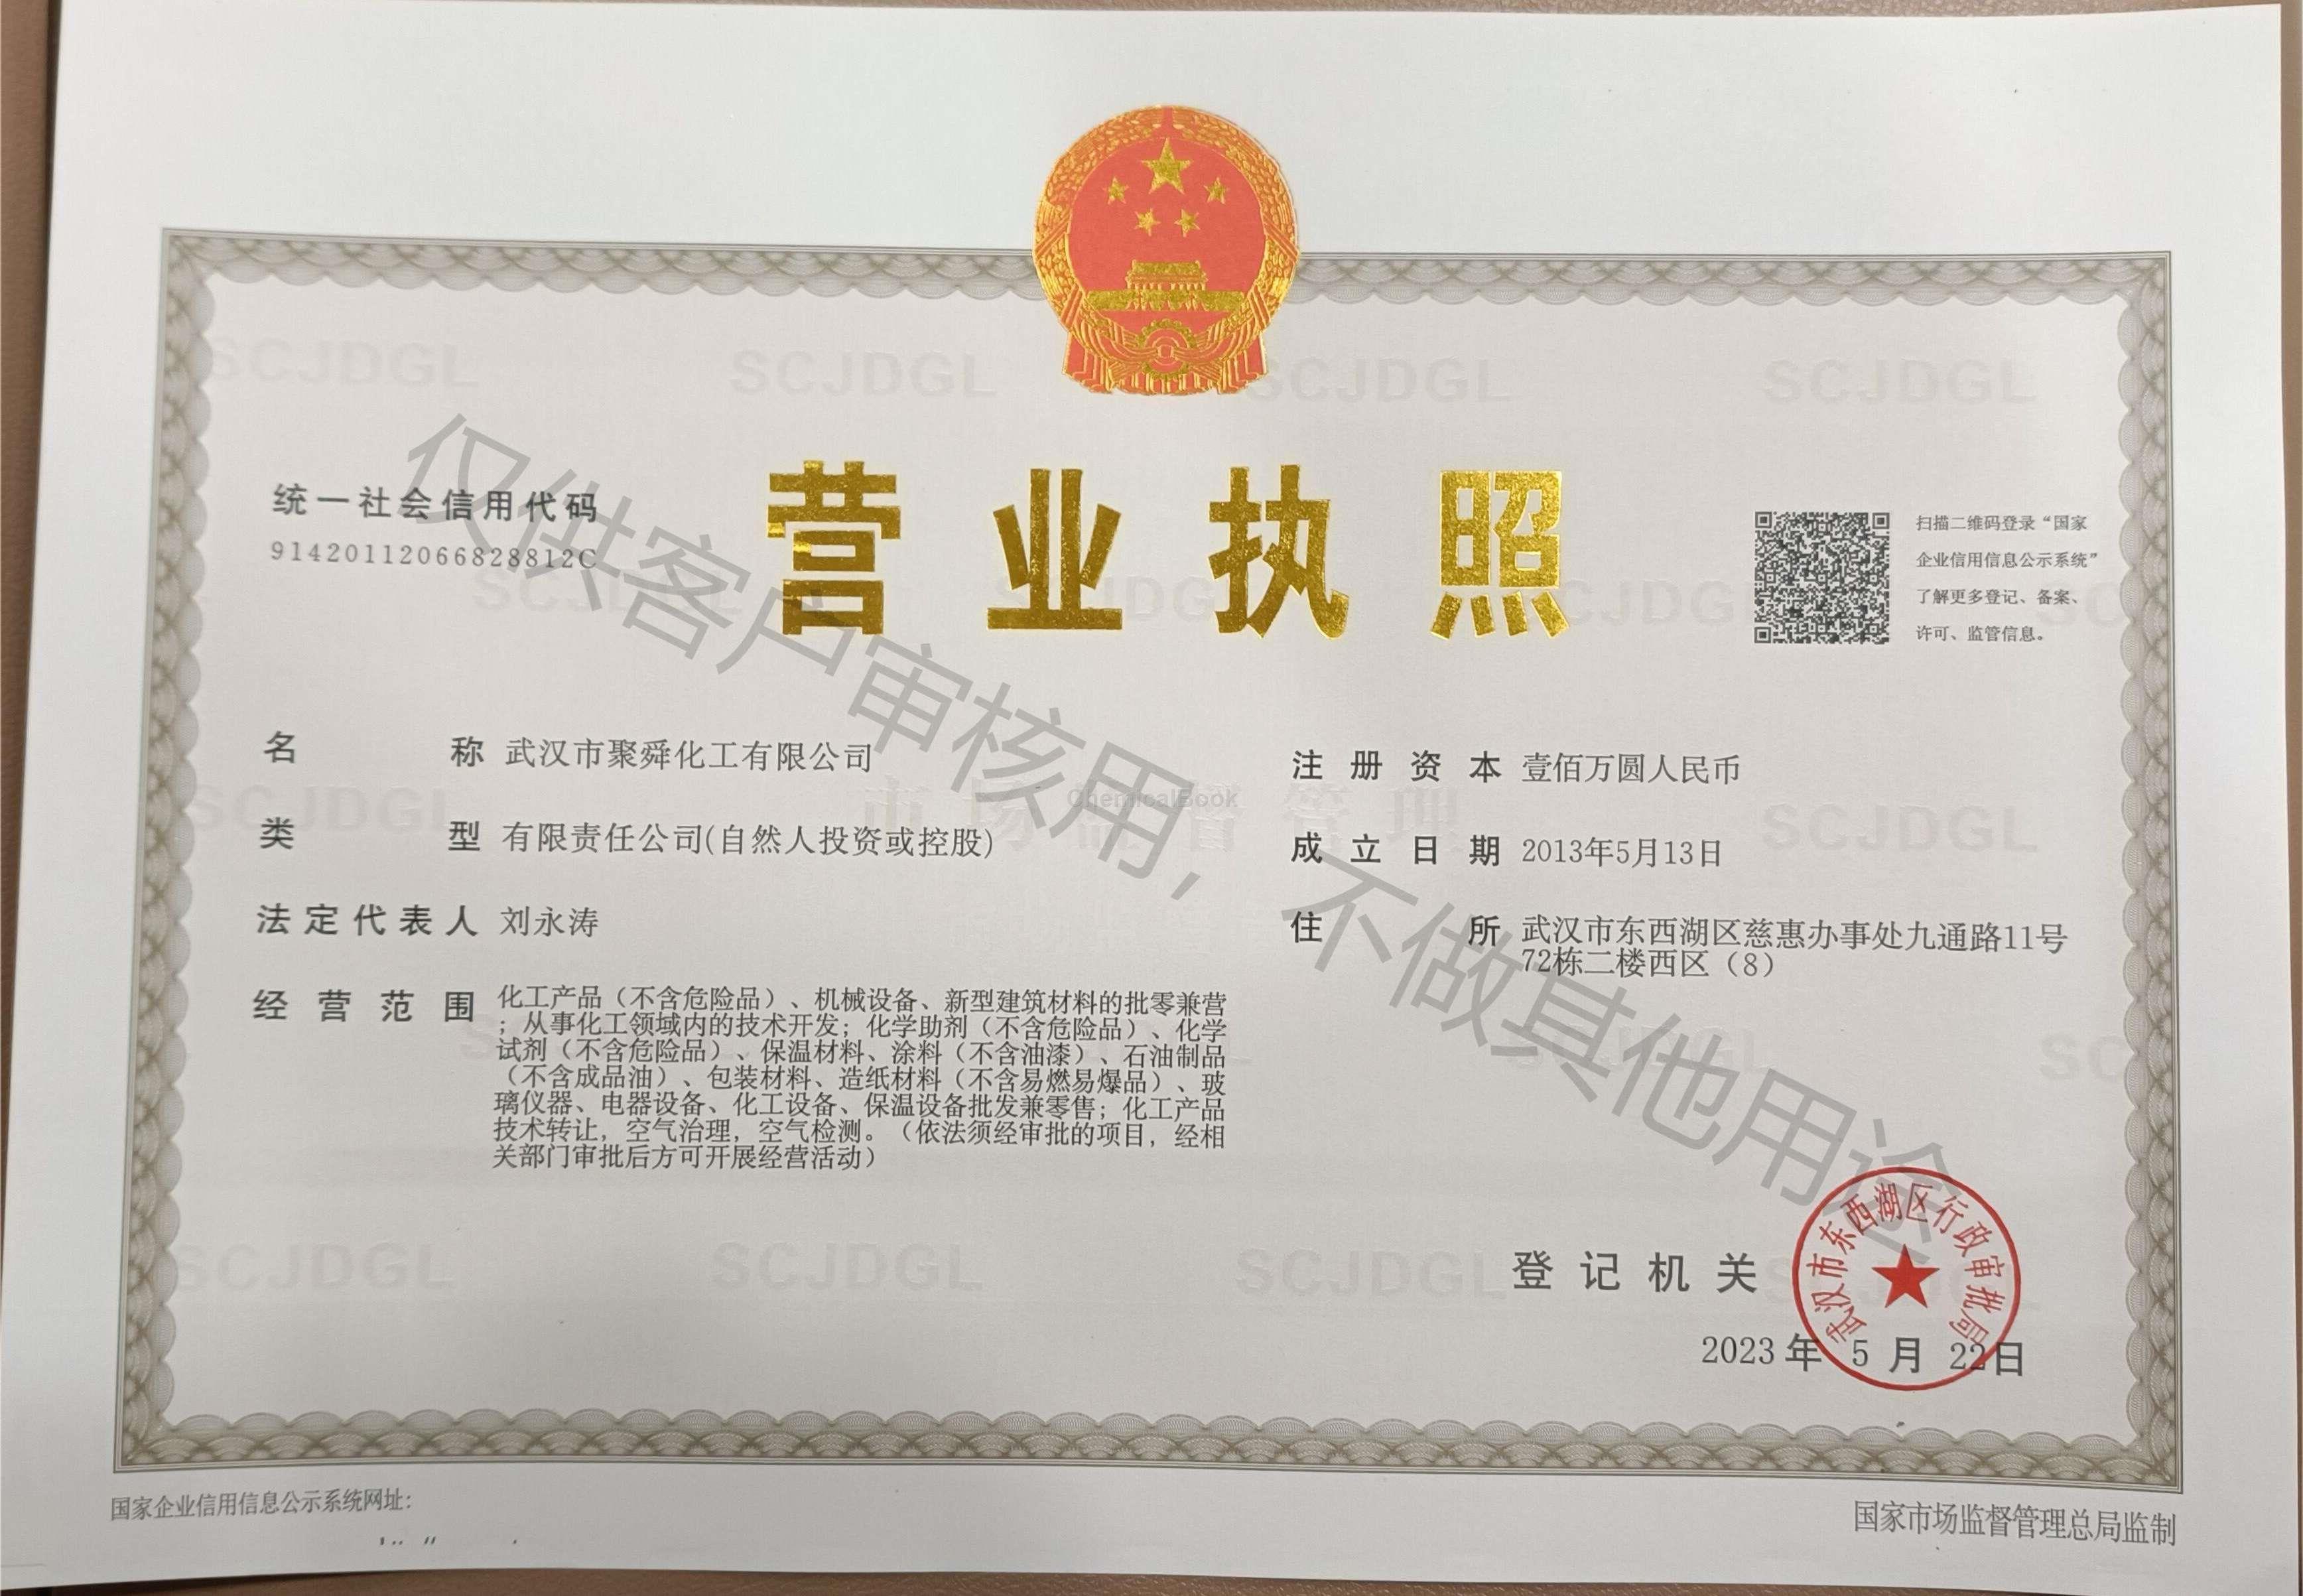 统一社会信用代码
91420112066828812C
营业执照
扫描二维码登录“国家
企业信用信息公示系统”
了解更多登记、备案、
许可、监管信息。
名称 武汉市聚舜化工有限公司
类型 有限责任公司(自然人投资或控股)
法定代表人 刘永涛
经营范围 化工产品（不含危险品）、机械设备、新型建筑材料的批零兼营
；从事化工领域内的技术开发；化学助剂（不含危险品）、化学
试剂（不含危险品）、保温材料、涂料（不含油漆）、石油制品
（不含成品油）、包装材料、造纸材料（不含易燃易爆品）、玻
璃仪器、电器设备、化工设备、保温设备批发兼零售；化工产品
技术转让，空气治理，空气检测。（依法须经审批的项目，经相
关部门审批后方可开展经营活动）
注册资本 壹佰万圆人民币
成立日期 2013年5月13日
住所 武汉市东西湖区慈惠办事处九通路11号
72栋二楼西区（8）
仅供客户审核用，不做其他用途
ChemicalBook
市场监督管理
SCJDGL
SCJDGL
SCJDGL
SCJDGL
登记机关
武汉市东西湖区行政审批局
2023年5月22日
国家企业信用信息公示系统网址：
国家市场监督管理总局监制